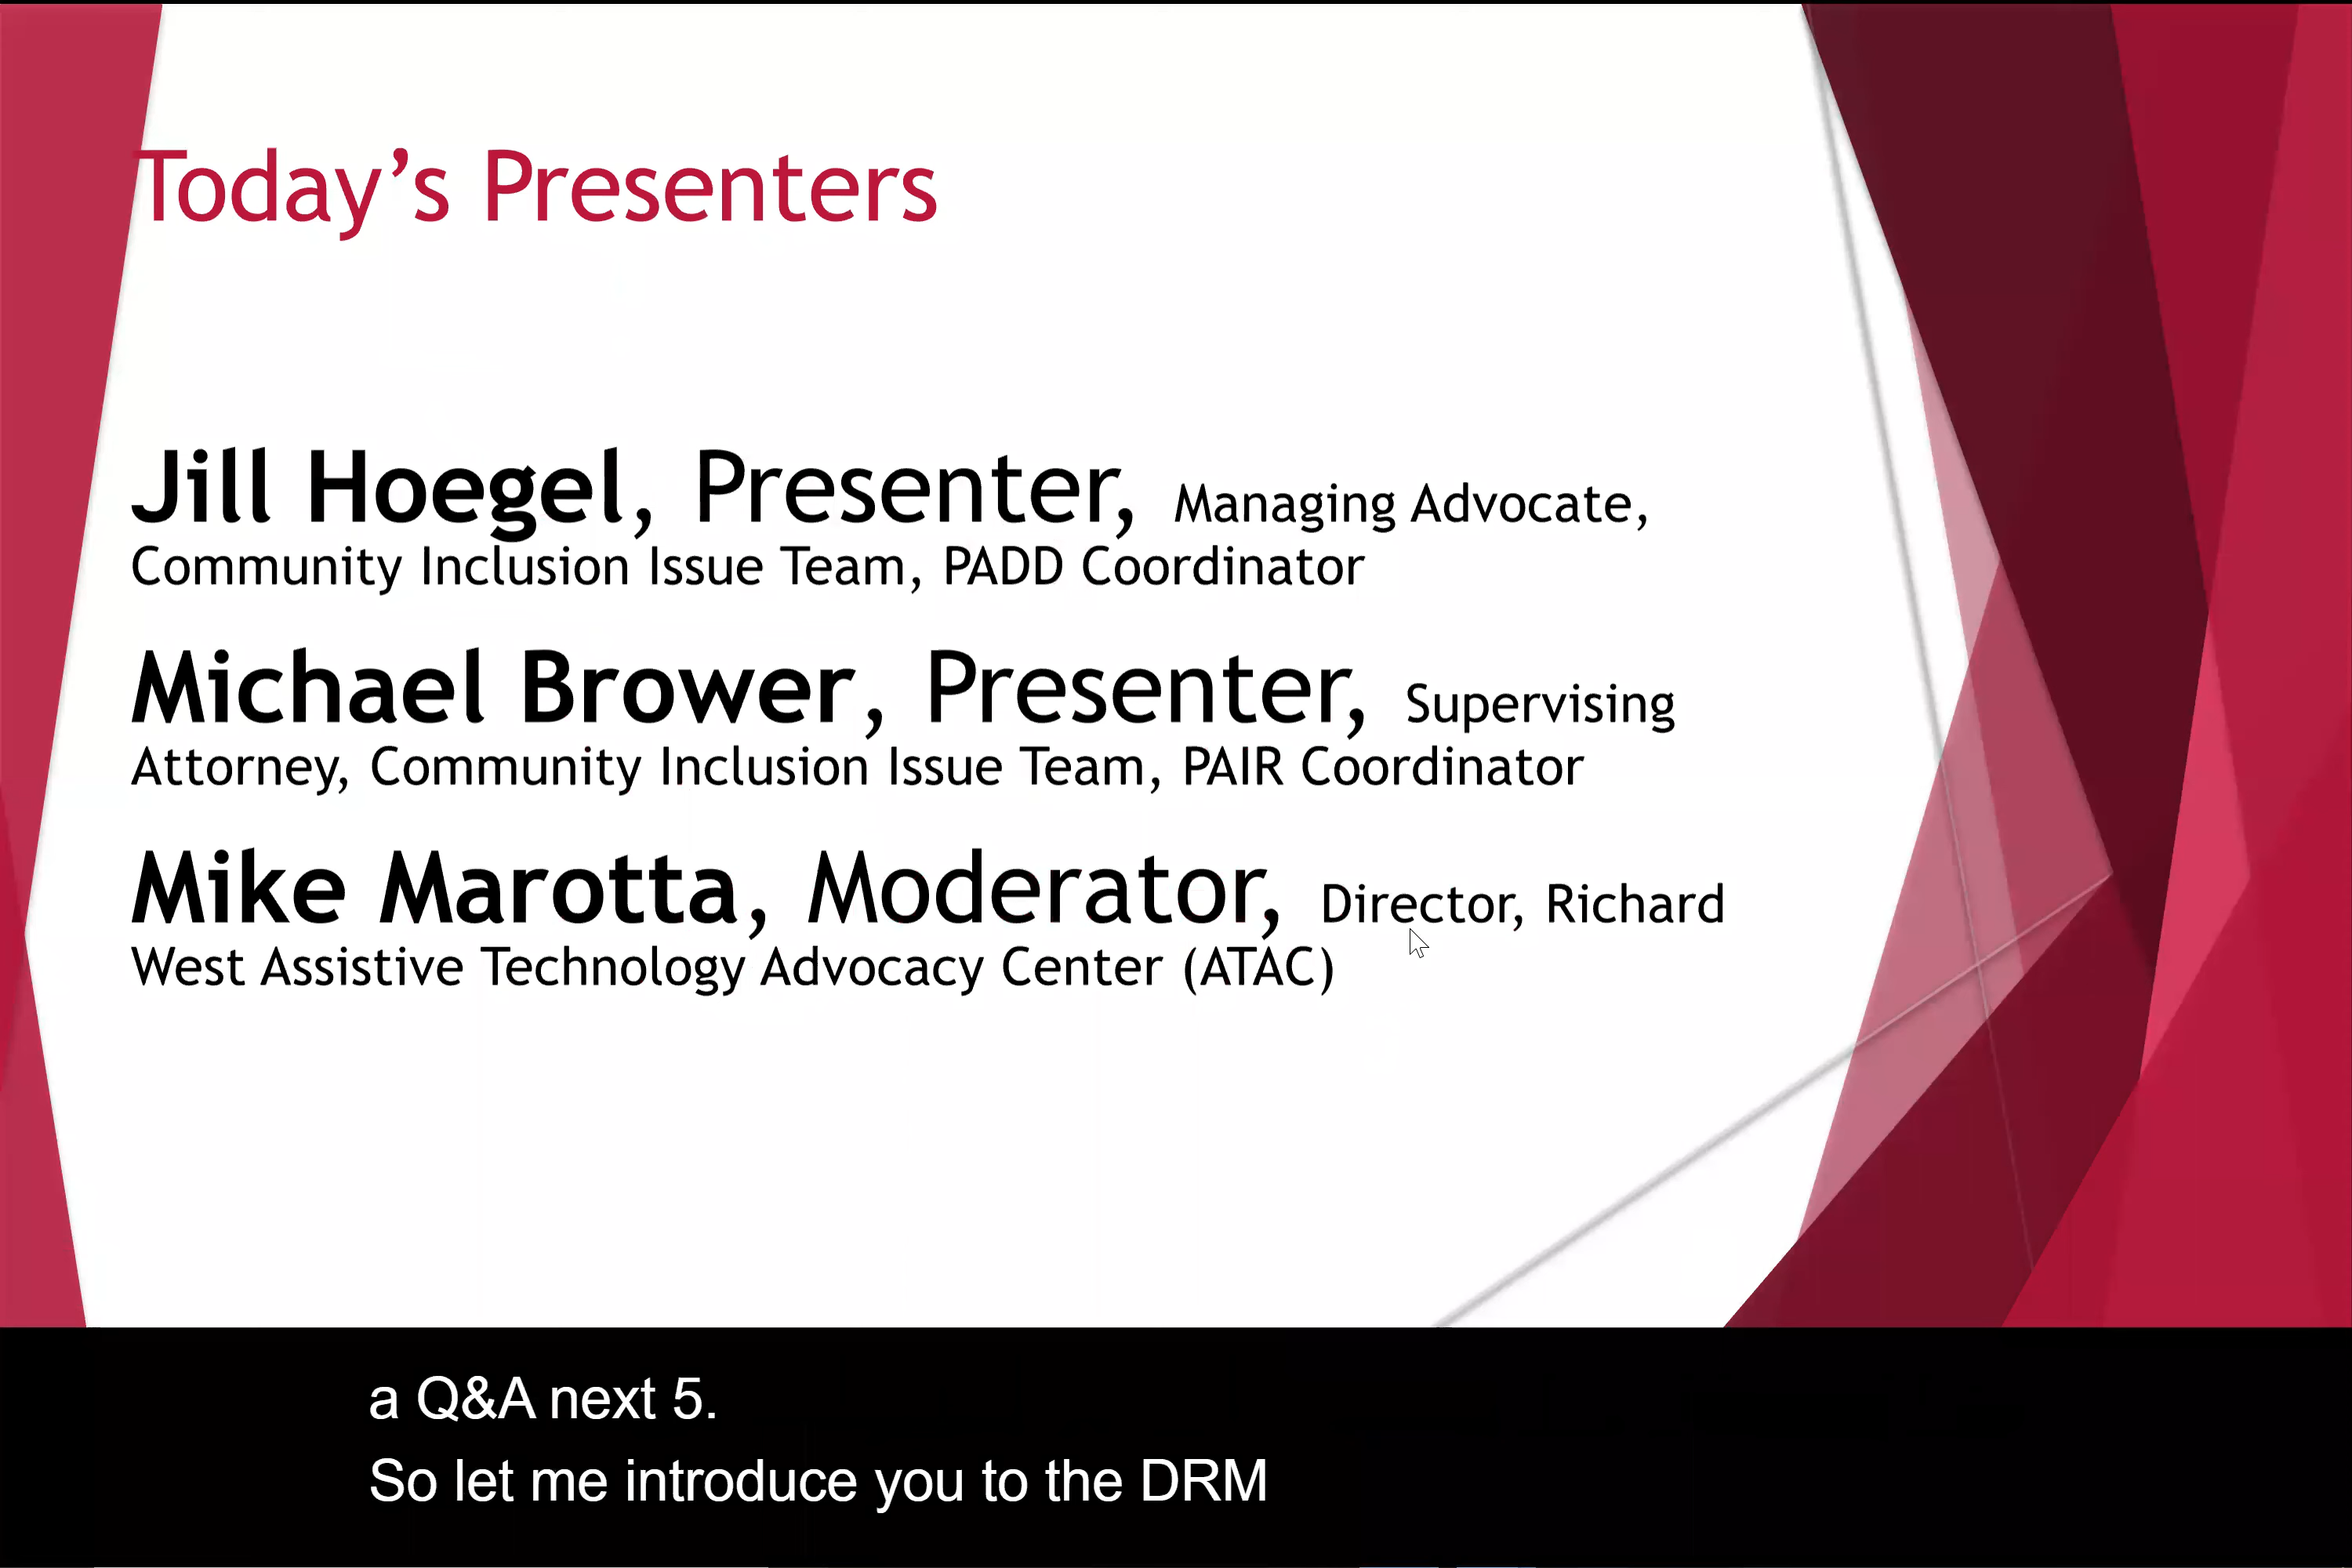 Today’s Presenters
Jill Hoegel, Presenter, Managing Advocate,
Community Inclusion Issue Team, PADD Coordinator
Michael Brower, Presenter, Supervising
Attorney, Community Inclusion Issue Team, PAIR Coordinator
Mike Marotta, Moderator, Director, Richard
West Assistive Technology Advocacy Center (ATAC)
a Q&A next 5.
So let me introduce you to the DRM